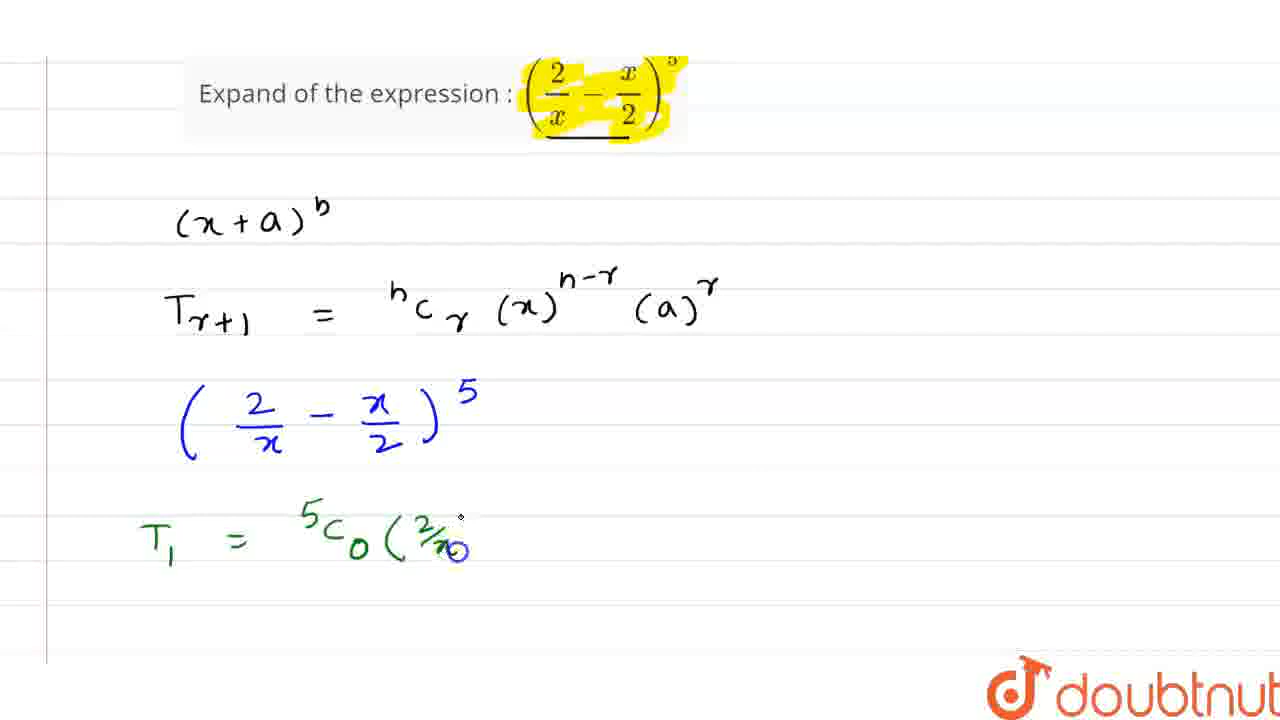 Expand of the expression : (2/x − x/2)^5
(x + a)^n
T_{r+1} = ^nC_r (x)^{n-r} (a)^r
(2/x − x/2)^5
T_1 = ^5C_0 (2/x
doubtnut